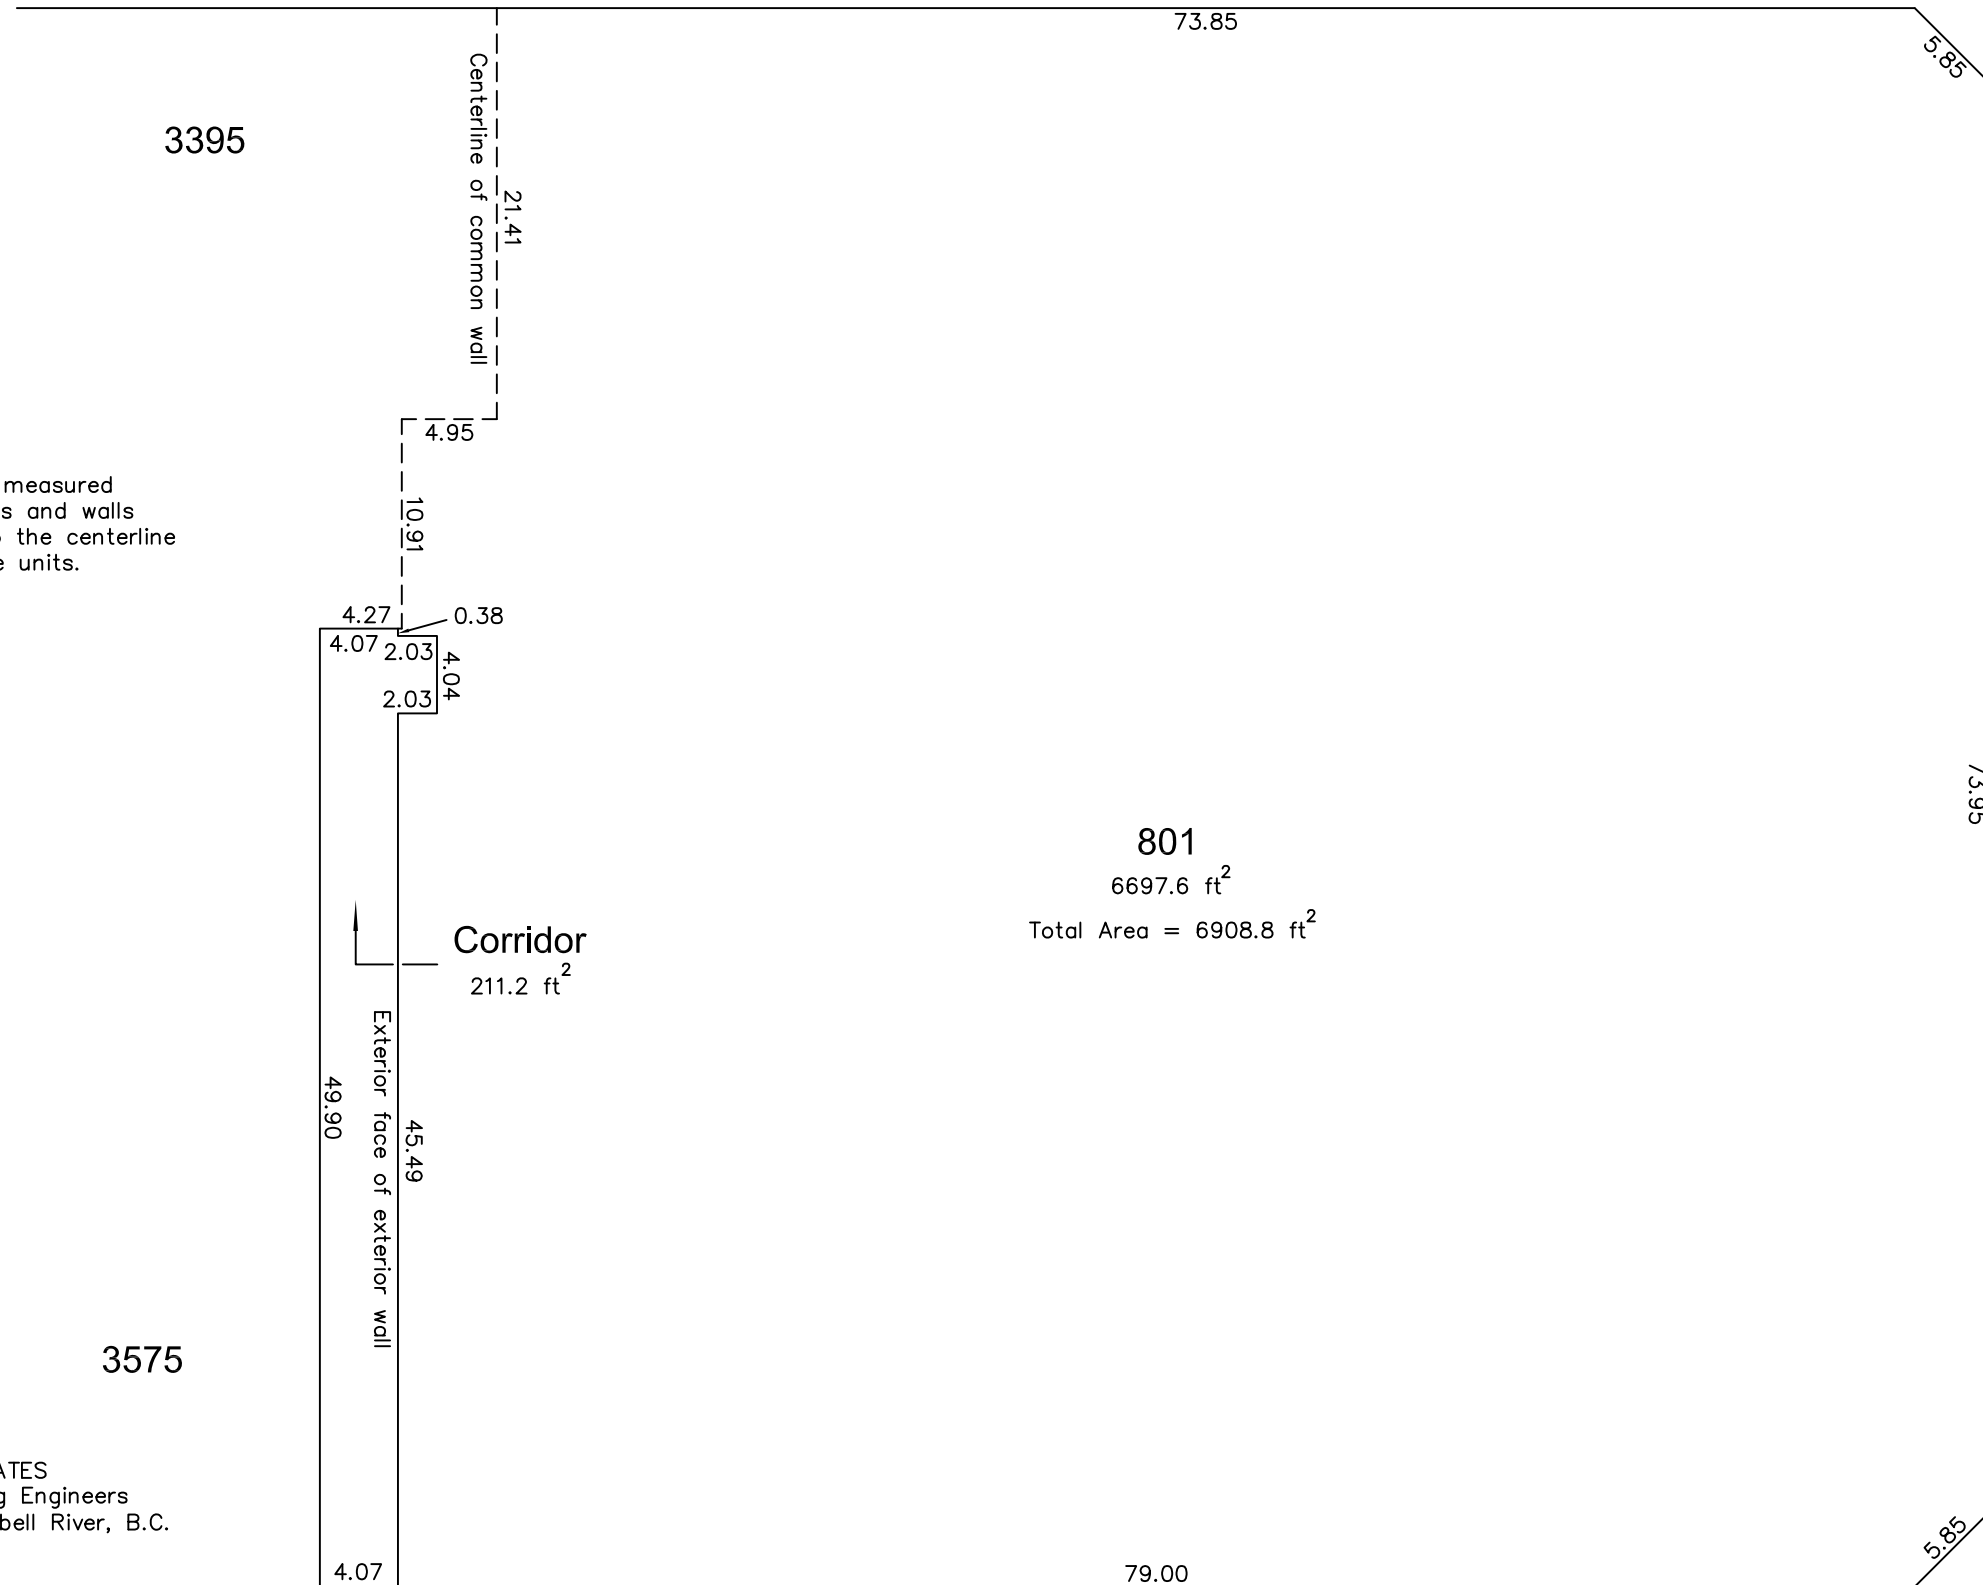 73.85
5.85
3395
Centerline of common wall
21.41
4.95
measured
s and walls
the centerline
units.
10.91
4.27
0.38
4.07
2.03
4.04
2.03
73.95
801
6697.6 ft2
Total Area = 6908.8 ft2
Corridor
211.2 ft2
Exterior face of exterior wall
49.90
45.49
3575
ATES
g Engineers
bell River, B.C.
4.07
79.00
5.85